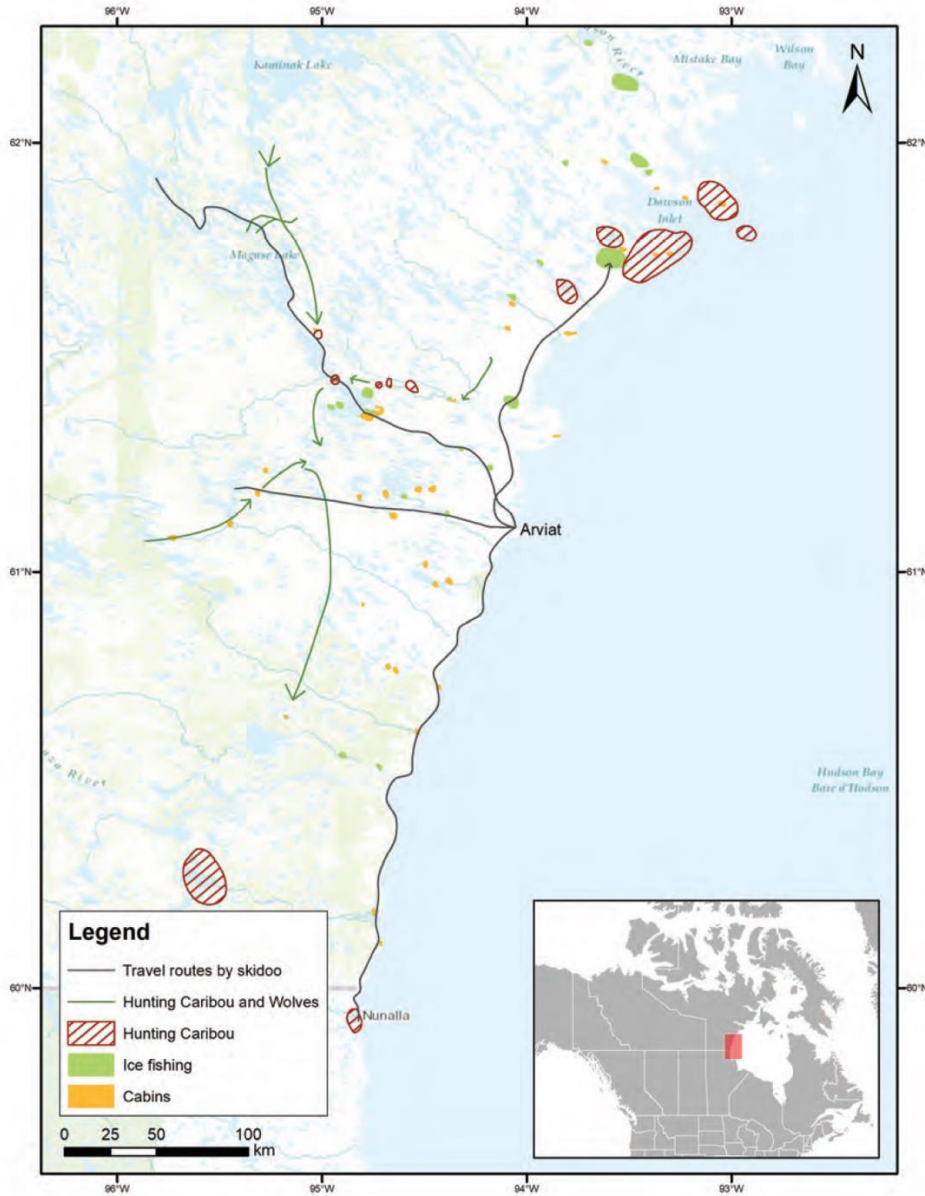 96°W
95°W
94°W
93°W
son River
Mistake Bay
Wilson
Bay
Kaminak Lake
N
62°N
62°N
Dawson
Inlet
Maguse Lake
Arviat
61°N
61°N
Hudson Bay
Baie d'Hudson
River
60°N
60°N
Nunalla
Legend
Travel routes by skidoo
Hunting Caribou and Wolves
Hunting Caribou
Ice fishing
Cabins
0 25 50 100
km
96°W
95°W
94°W
93°W